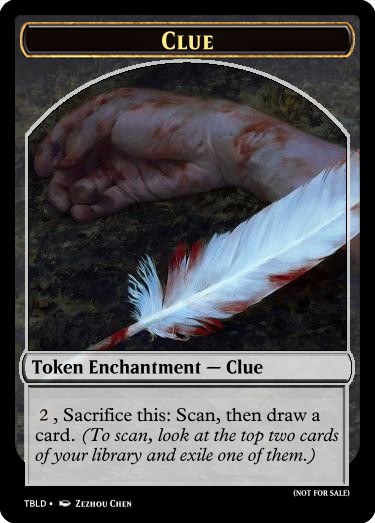 Clue
Token Enchantment — Clue
2 , Sacrifice this: Scan, then draw a
card. (To scan, look at the top two cards
of your library and exile one of them.)
(NOT FOR SALE)
TBLD • Zezhou Chen